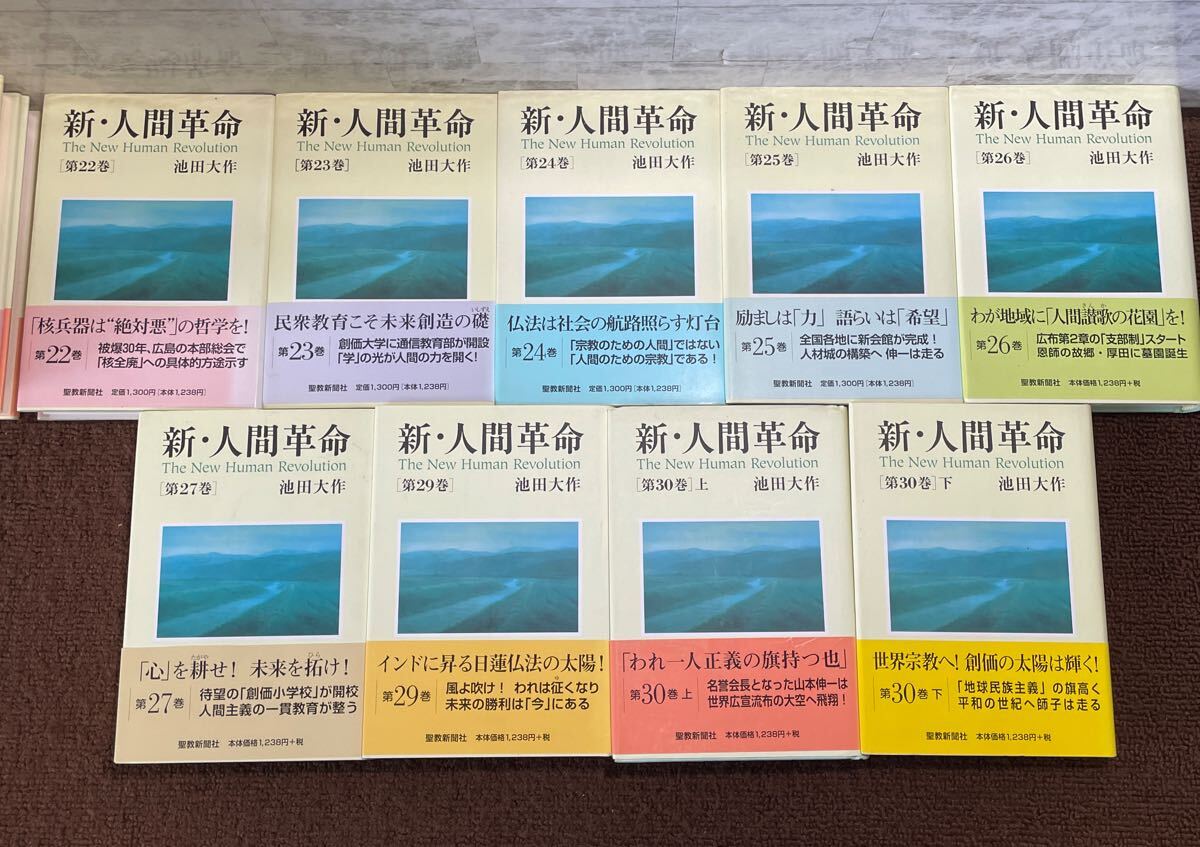 新・人間革命
The New Human Revolution
[第22巻] 池田大作
「核兵器は“絶対悪”」の哲学を!
第22巻
被爆30年、広島の本部総会で
「核全廃」への具体的方途示す
聖教新聞社 定価1,300円[本体1,238円]
新・人間革命
The New Human Revolution
[第23巻] 池田大作
民衆教育こそ未来創造の礎
いしずえ
第23巻
創価大学に通信教育部が開設
「学」の光が人間の力を開く!
聖教新聞社 定価1,300円[本体1,238円]
新・人間革命
The New Human Revolution
[第24巻] 池田大作
仏法は社会の航路照らす灯台
第24巻
「宗教のための人間」ではない
「人間のための宗教」である!
聖教新聞社 定価1,300円[本体1,238円]
新・人間革命
The New Human Revolution
[第25巻] 池田大作
励ましは「力」 語らいは「希望」
第25巻
全国各地に新会館が完成!
人材城の構築へ 伸一は走る
聖教新聞社 定価1,300円[本体1,238円]
新・人間革命
The New Human Revolution
[第26巻] 池田大作
わが地域に「人間讃歌の花園」を!
さんか
第26巻
広布第2章の「支部制」スタート
恩師の故郷・厚田に墓園誕生
聖教新聞社 本体価格1,238円+税
新・人間革命
The New Human Revolution
[第27巻] 池田大作
「心」を耕せ! 未来を拓け!
たがや ひら
第27巻
待望の「創価小学校」が開校
人間主義の一貫教育が整う
聖教新聞社 本体価格1,238円+税
新・人間革命
The New Human Revolution
[第29巻] 池田大作
インドに昇る日蓮仏法の太陽!
第29巻
風よ吹け! われは征くなり
ゆ
未来の勝利は「今」にある
聖教新聞社 本体価格1,238円+税
新・人間革命
The New Human Revolution
[第30巻]上 池田大作
「われ一人正義の旗持つ也」
第30巻 上
名誉会長となった山本伸一は
世界広宣流布の大空へ飛翔!
聖教新聞社 本体価格1,238円+税
新・人間革命
The New Human Revolution
[第30巻]下 池田大作
世界宗教へ! 創価の太陽は輝く!
第30巻 下
「地球民族主義」の旗高く
平和の世紀へ師子は走る
聖教新聞社 本体価格1,238円+税